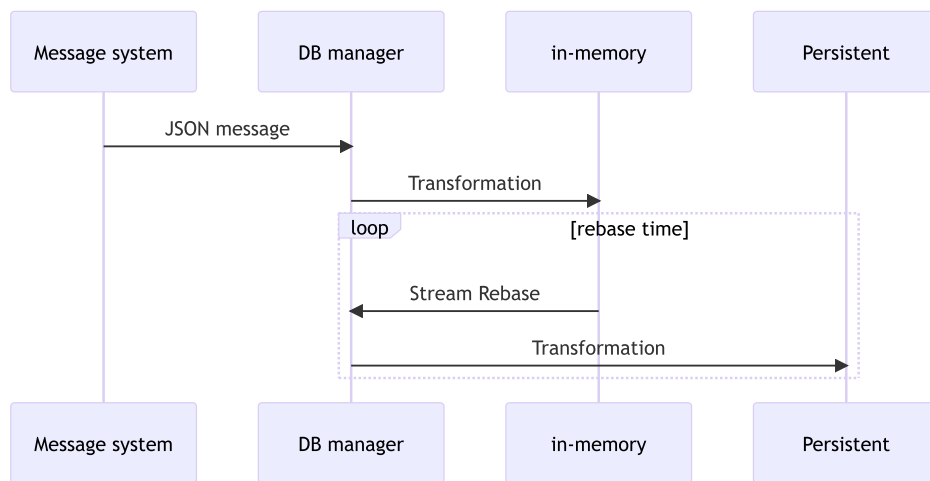 Message system
DB manager
in-memory
Persistent
JSON message
Transformation
loop
[rebase time]
Stream Rebase
Transformation
Message system
DB manager
in-memory
Persistent